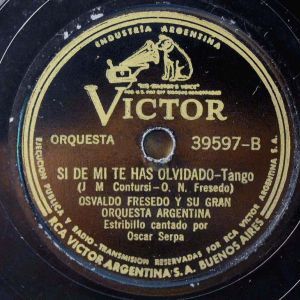 INDUSTRIA ARGENTINA
"HIS MASTER'S VOICE"
VICTOR
ORQUESTA
39597-B
SI DE MI TE HAS OLVIDADO-Tango
(J M Contursi - O. N. Fresedo)
OSVALDO FRESEDO Y SU GRAN
ORQUESTA ARGENTINA
Estribillo cantado por
Oscar Serpa
EJECUCION PUBLICA Y RADIO-TRANSMISION RESERVADAS POR RCA VICTOR ARGENTINA S.A.
RCA VICTOR ARGENTINA S.A. BUENOS AIRES